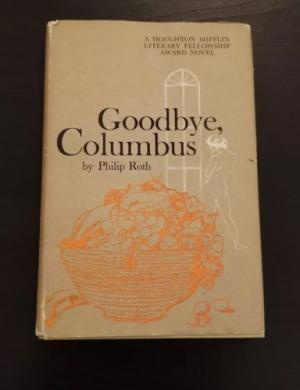 A HOUGHTON MIFFLIN
LITERARY FELLOWSHIP
AWARD NOVEL
Goodbye,
Columbus
by Philip Roth